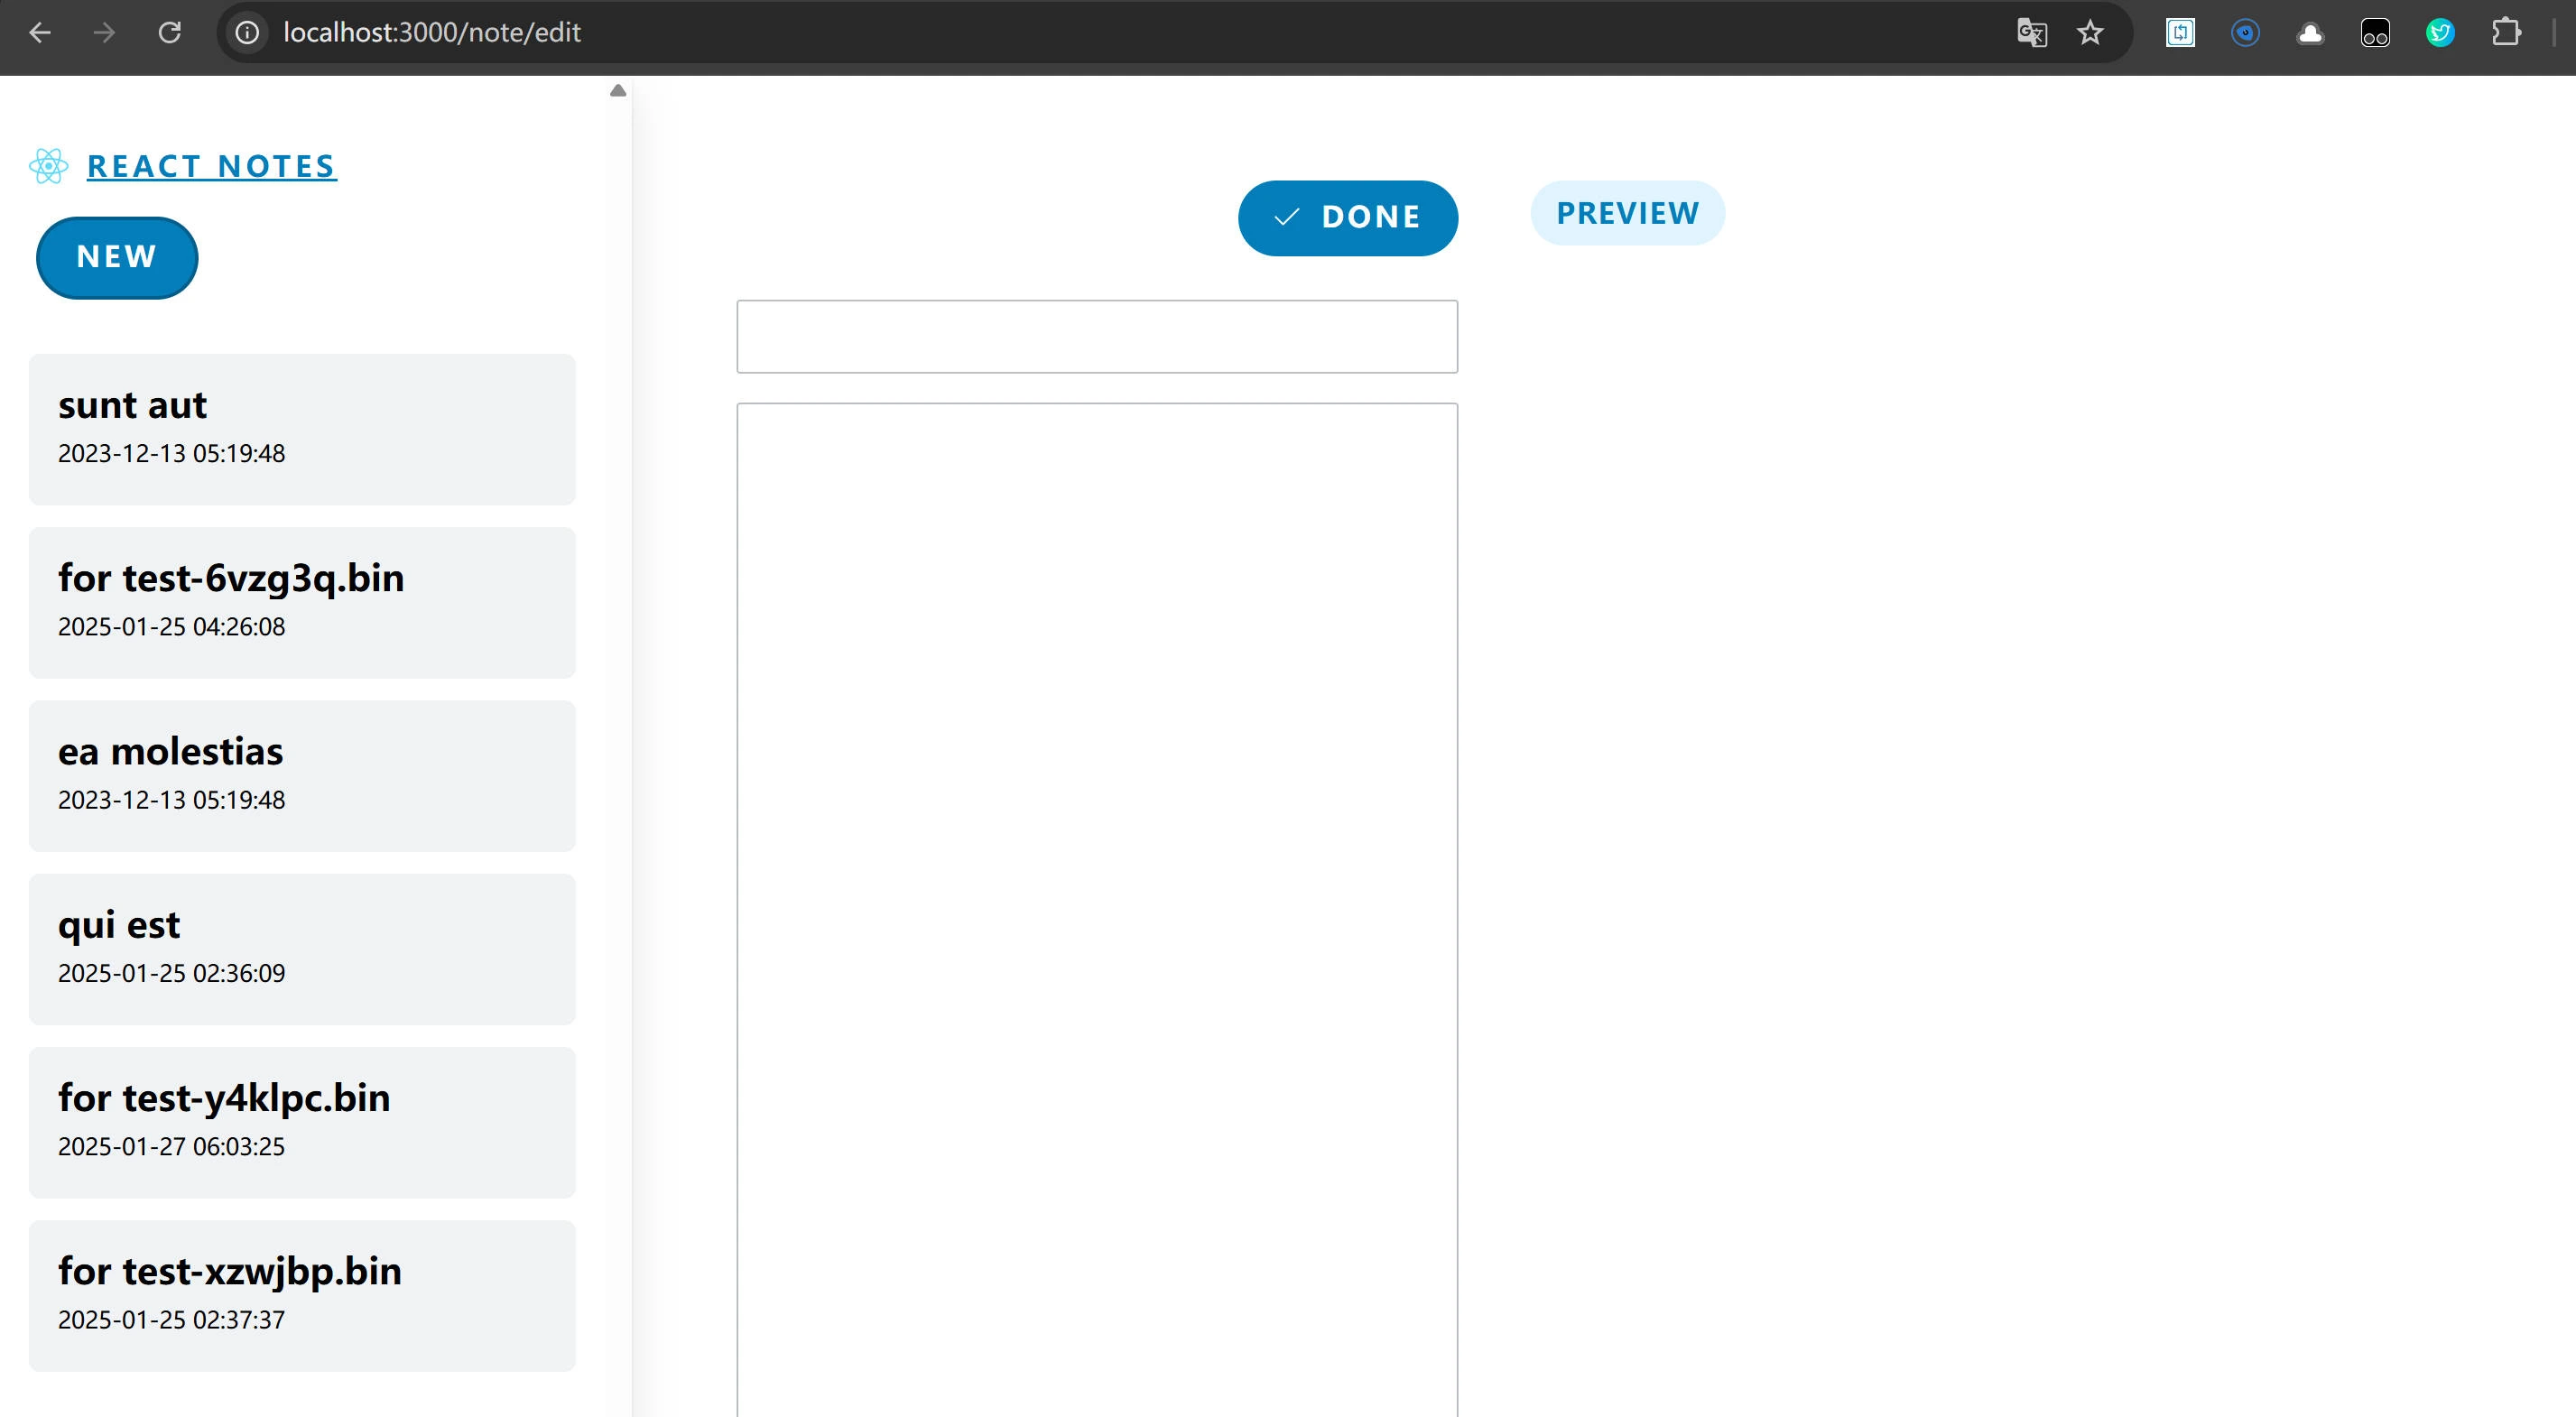 localhost:3000/note/edit
REACT NOTES
NEW
DONE
PREVIEW
sunt aut
2023-12-13 05:19:48
for test-6vzg3q.bin
2025-01-25 04:26:08
ea molestias
2023-12-13 05:19:48
qui est
2025-01-25 02:36:09
for test-y4klpc.bin
2025-01-27 06:03:25
for test-xzwjbp.bin
2025-01-25 02:37:37